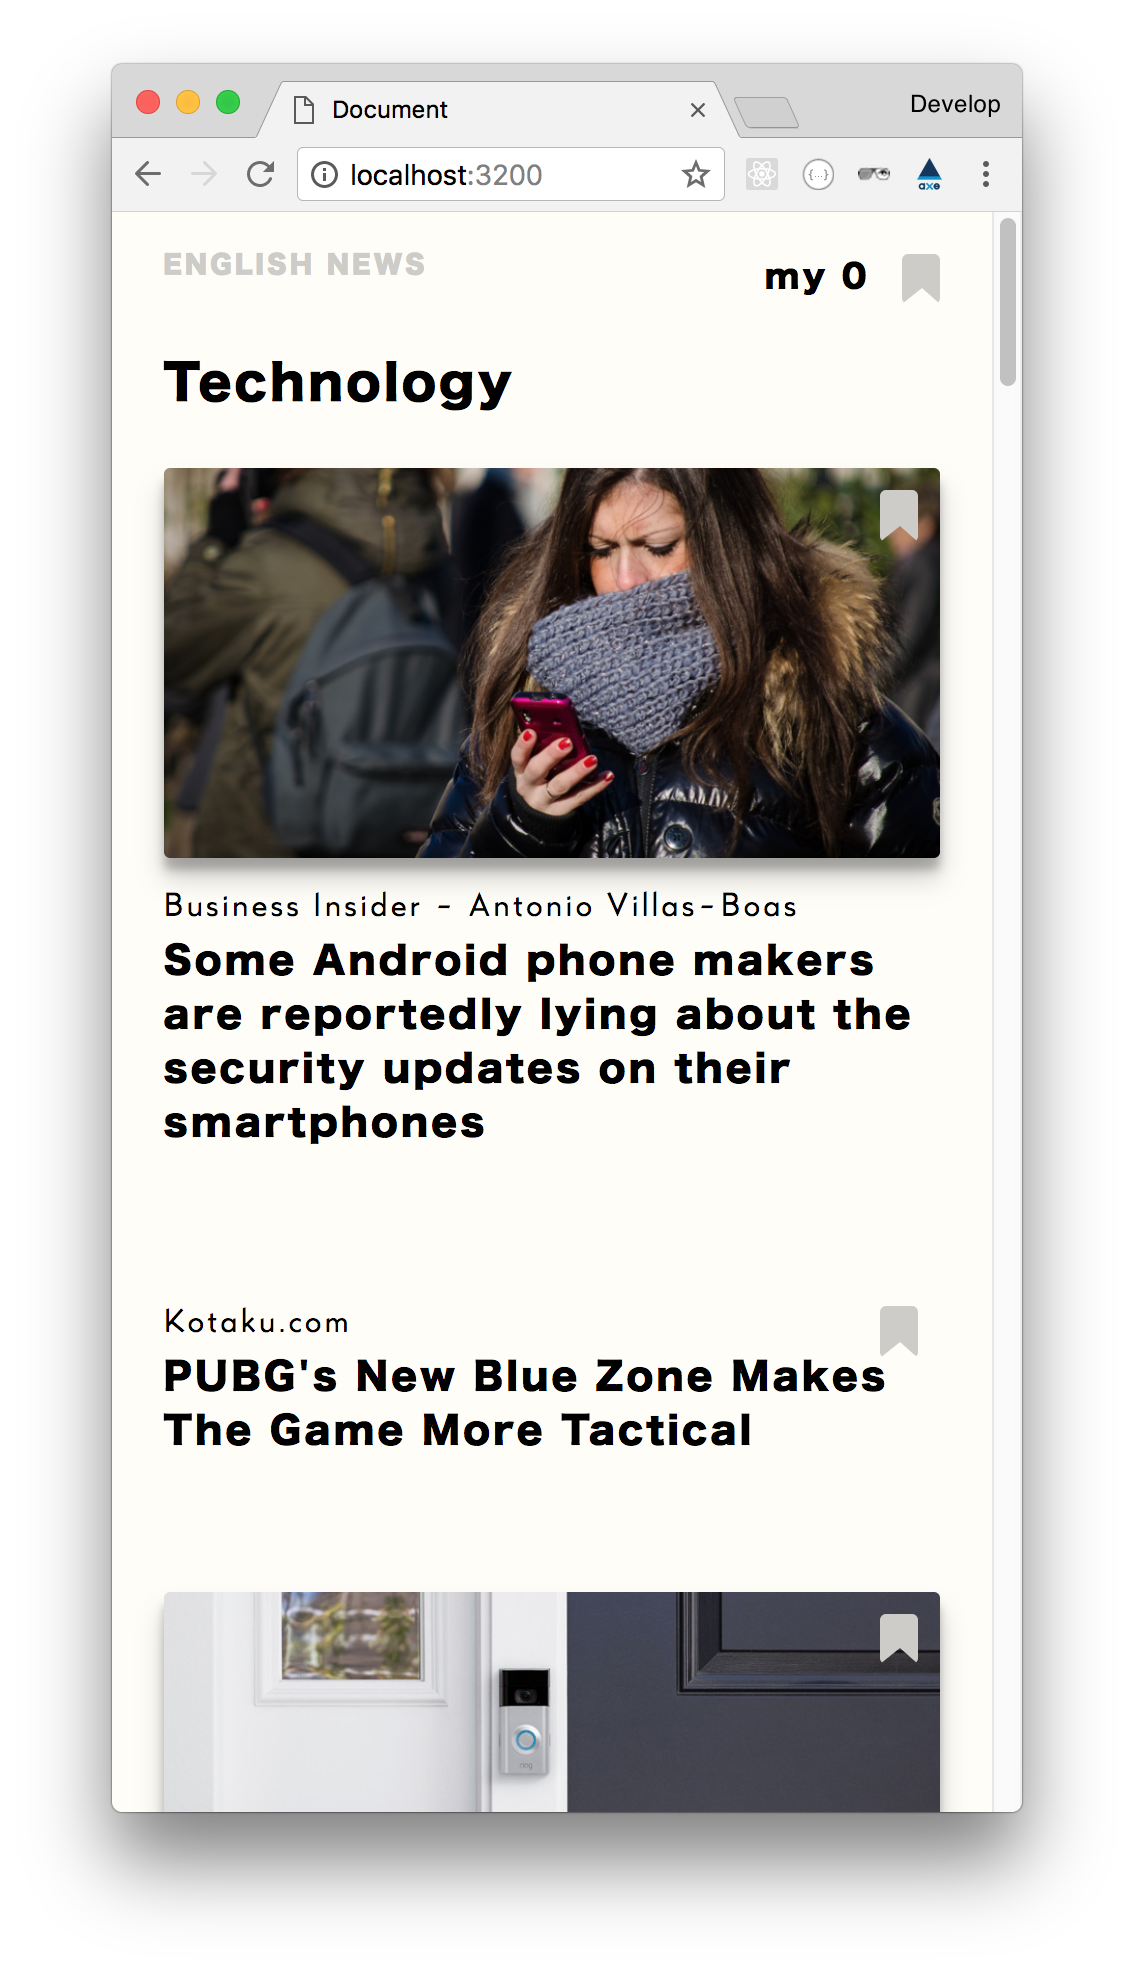 Document
Develop
localhost:3200
{...}
axe
ENGLISH NEWS
my 0
Technology
Business Insider - Antonio Villas-Boas
Some Android phone makers
are reportedly lying about the
security updates on their
smartphones
Kotaku.com
PUBG's New Blue Zone Makes
The Game More Tactical
ring